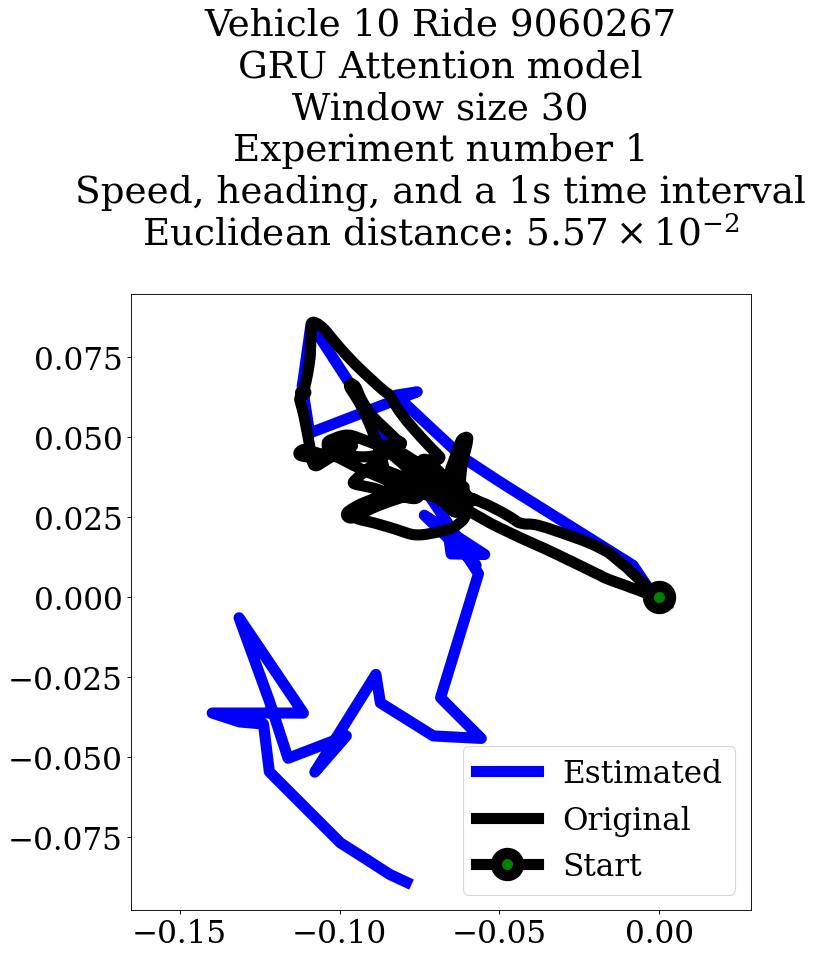 Vehicle 10 Ride 9060267
GRU Attention model
Window size 30
Experiment number 1
Speed, heading, and a 1s time interval
Euclidean distance: 5.57 × 10⁻²
0.075
0.050
0.025
0.000
−0.025
−0.050
−0.075
Estimated
Original
Start
−0.15
−0.10
−0.05
0.00